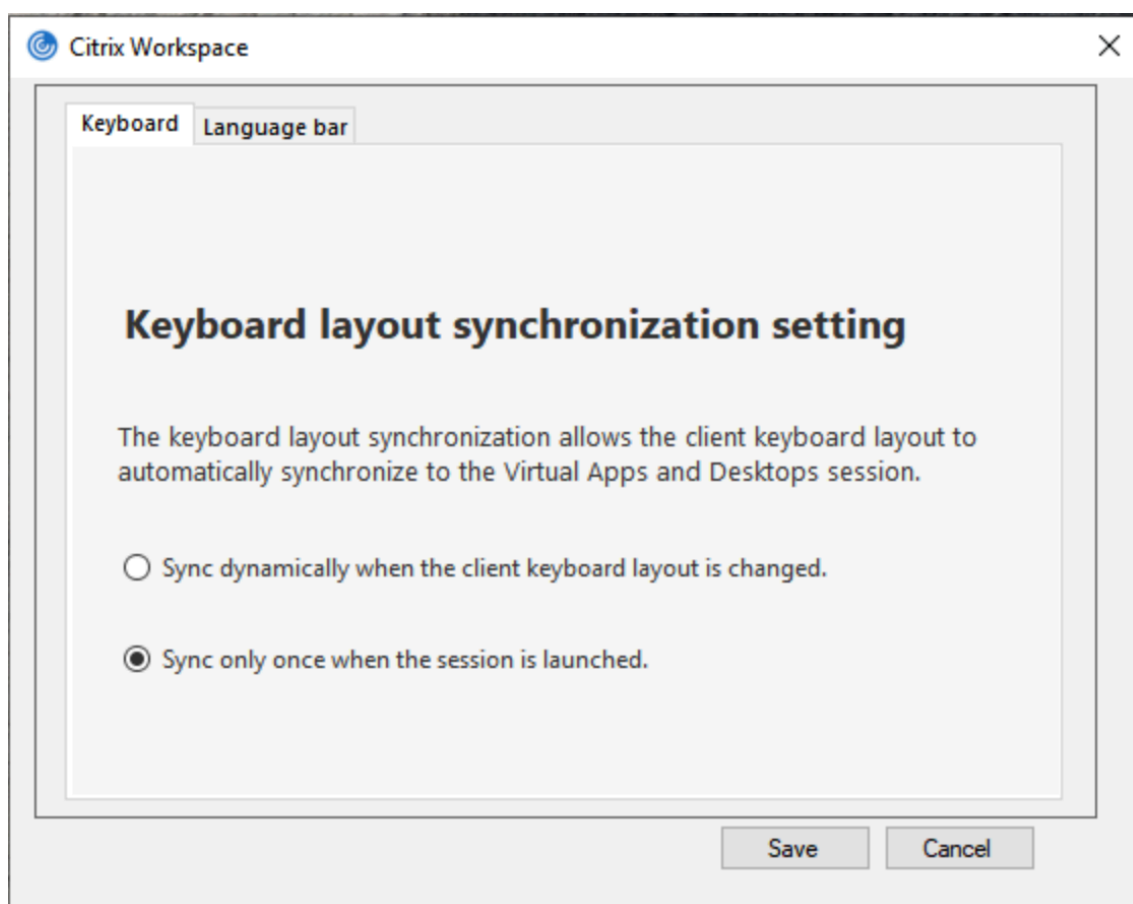 Citrix Workspace
Keyboard
Language bar
Keyboard layout synchronization setting
The keyboard layout synchronization allows the client keyboard layout to
automatically synchronize to the Virtual Apps and Desktops session.
Sync dynamically when the client keyboard layout is changed.
Sync only once when the session is launched.
Save
Cancel